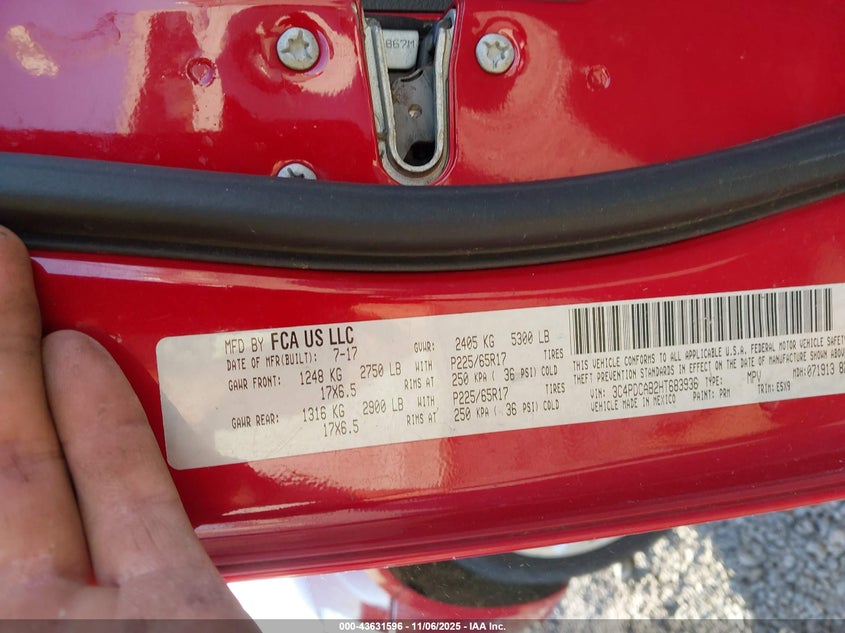 867M
MFD BY FCA US LLC
DATE OF MFR(BUILT): 7-17
GVWR: 2405 KG 5300 LB
GAWR FRONT: 1248 KG 2750 LB WITH P225/65R17 TIRES
17X6.5 RIMS AT 250 KPA ( 36 PSI) COLD
GAWR REAR: 1316 KG 2900 LB WITH P225/65R17 TIRES
17X6.5 RIMS AT 250 KPA ( 36 PSI) COLD
THIS VEHICLE CONFORMS TO ALL APPLICABLE U.S.A. FEDERAL MOTOR VEHICLE SAFETY
THEFT PREVENTION STANDARDS IN EFFECT ON THE DATE OF MANUFACTURE SHOWN ABOVE.
VIN: 3C4PDCAB2HT683936 TYPE: MPV MDH: 071913
VEHICLE MADE IN MEXICO PAINT: PRM TRIM: E5X9
000-43631596 - 11/06/2025 - IAA Inc.